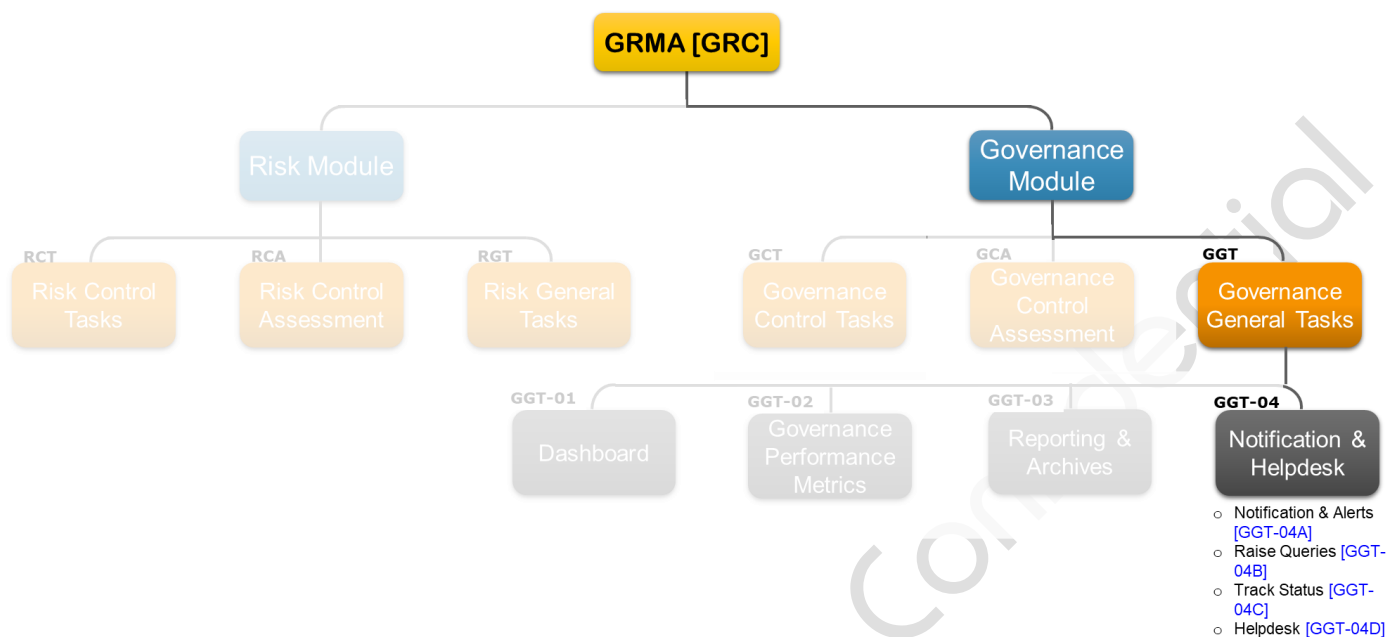 GRMA [GRC]
Risk Module
Governance
Module
RCT
RCA
RGT
GCT
GCA
GGT
Risk Control
Tasks
Risk Control
Assessment
Risk General
Tasks
Governance
Control Tasks
Governance
Control
Assessment
Governance
General Tasks
GGT-01
GGT-02
GGT-03
GGT-04
Dashboard
Governance
Performance
Metrics
Reporting &
Archives
Notification &
Helpdesk
o Notification & Alerts
[GGT-04A]
o Raise Queries [GGT-
04B]
o Track Status [GGT-
04C]
o Helpdesk [GGT-04D]
Confidential